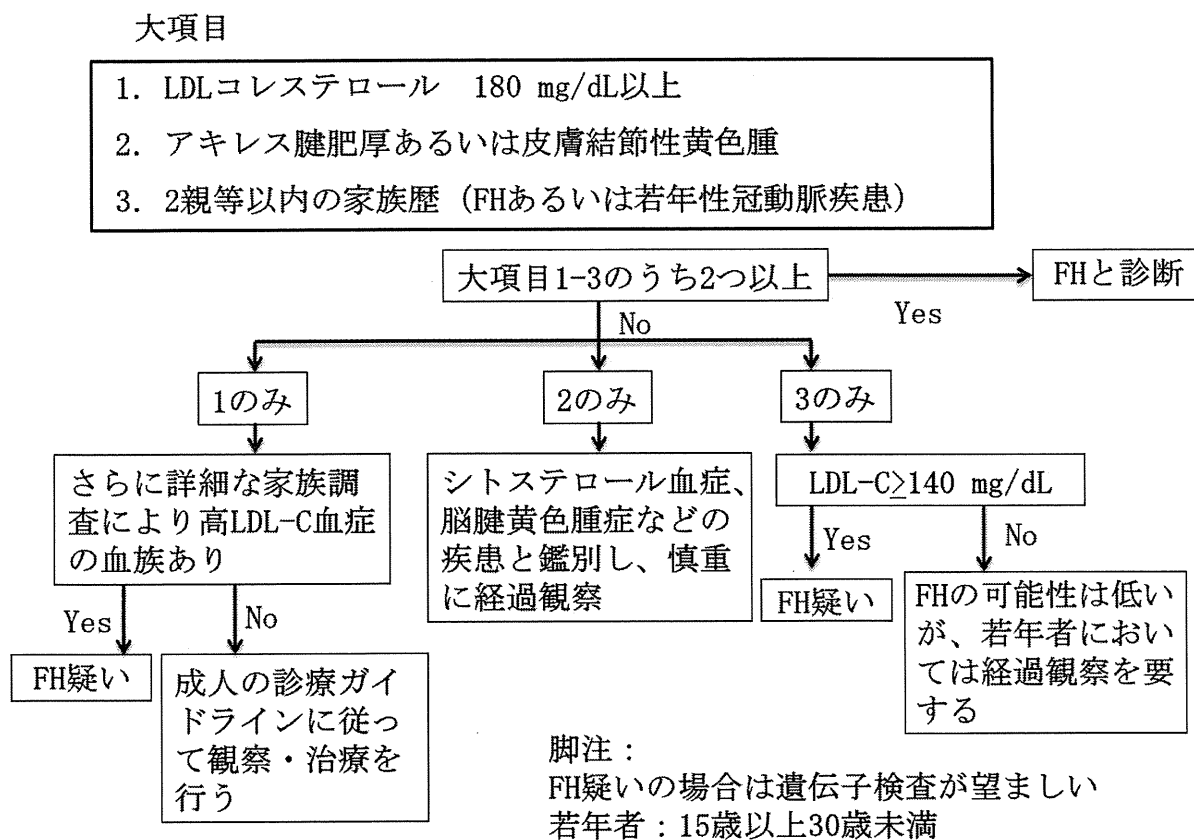 大項目
1. LDLコレステロール 180 mg/dL以上
2. アキレス腱肥厚あるいは皮膚結節性黄色腫
3. 2親等以内の家族歴 (FHあるいは若年性冠動脈疾患)
大項目1-3のうち2つ以上
Yes
FHと診断
No
1のみ
2のみ
3のみ
さらに詳細な家族調
査により高LDL-C血症
の血族あり
Yes
No
FH疑い
成人の診療ガイ
ドラインに従っ
て観察・治療を
行う
シトステロール血症、
脳腱黄色腫症などの
疾患と鑑別し、慎重
に経過観察
LDL-C≥140 mg/dL
Yes
No
FH疑い
FHの可能性は低い
が、若年者におい
ては経過観察を要
する
脚注：
FH疑いの場合は遺伝子検査が望ましい
若年者：15歳以上30歳未満